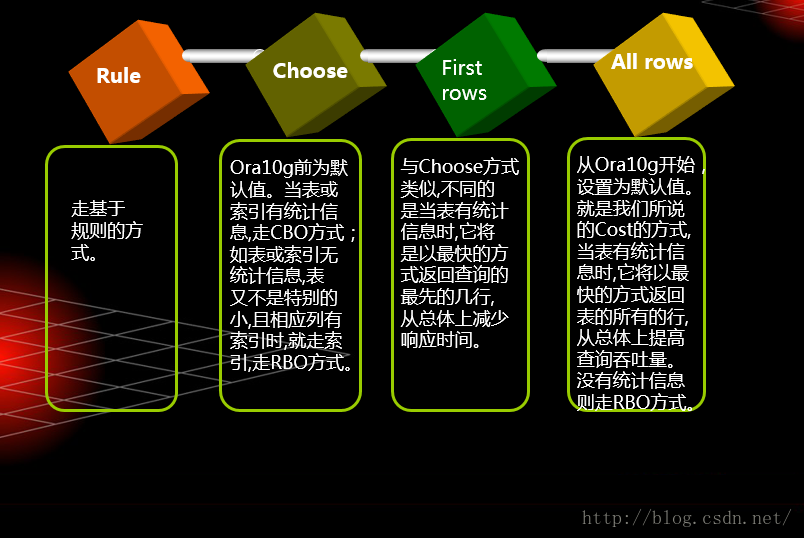 Rule
Choose
First
rows
All rows
走基于
规则的方
式。
Ora10g前为默
认值。当表或
索引有统计信
息,走CBO方式；
如表或索引无
统计信息,表
又不是特别的
小,且相应列有
索引时,就走索
引,走RBO方式。
与Choose方式
类似,不同的
是当表有统计
信息时,它将
是以最快的方
式返回查询的
最先的几行,
从总体上减少
响应时间。
从Ora10g开始，
设置为默认值。
就是我们所说
的Cost的方式,
当表有统计信
息时,它将以最
快的方式返回
表的所有的行,
从总体上提高
查询吞吐量。
没有统计信息
则走RBO方式。
http://blog.csdn.net/